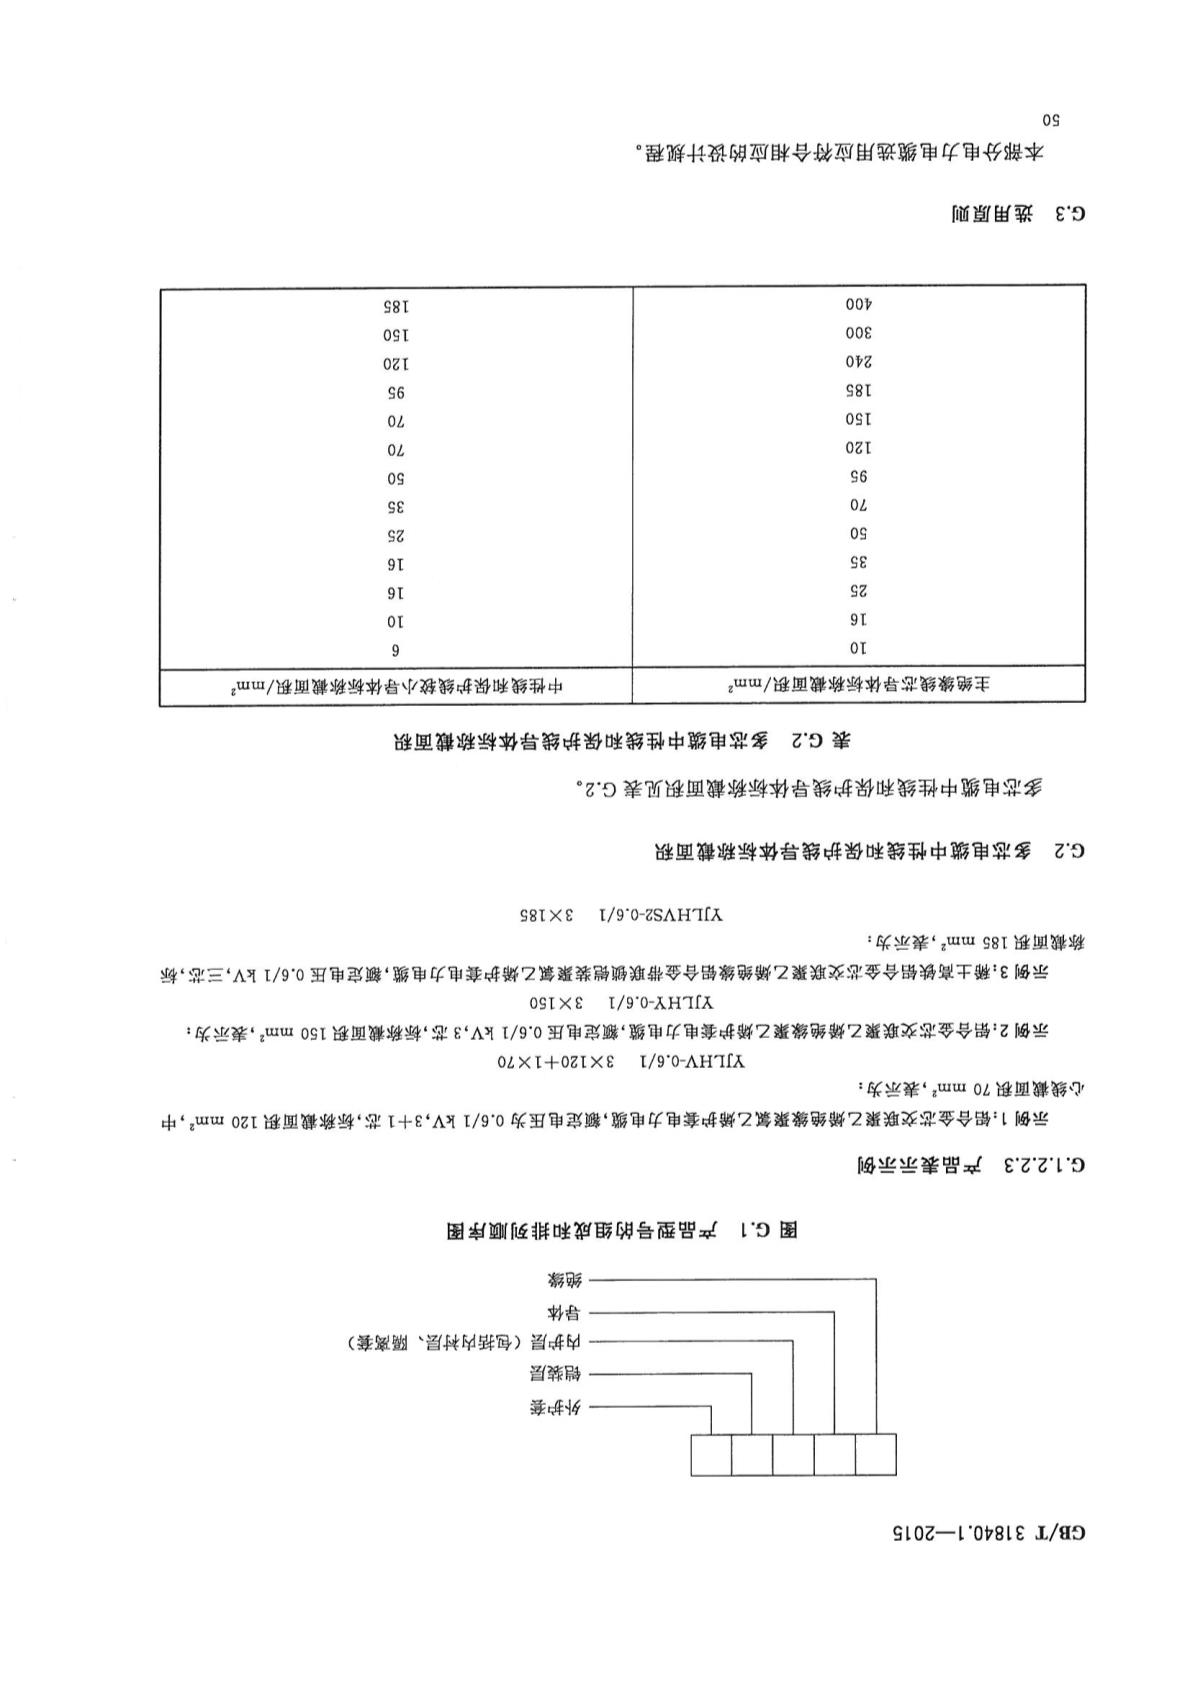 GB/T 31840.1—2015
外护套
铠装层
内护层（包括内衬层、隔离套）
导体
绝缘
图 G.1 产品型号的组成和排列顺序图
G.1.2.2.3 产品表示示例
示例 1:铝合金芯交联聚乙烯绝缘聚氯乙烯护套电力电缆,额定电压为 0.6/1 kV,3+1 芯,标称截面积 120 mm²,中
心线截面积 70 mm²,表示为:
YJLHV-0.6/1 3×120+1×70
示例 2:铝合金芯交联聚乙烯绝缘聚乙烯护套电力电缆,额定电压 0.6/1 kV,3 芯,标称截面积 150 mm²,表示为:
YJLHY-0.6/1 3×150
示例 3:稀土高铁铝合金芯交联聚乙烯绝缘铝合金带联锁铠装聚氯乙烯护套电力电缆,额定电压 0.6/1 kV,三芯,标
称截面积 185 mm²,表示为:
YJLHVS2-0.6/1 3×185
G.2 多芯电缆中性线和保护线导体标称截面积
多芯电缆中性线和保护线导体标称截面积见表 G.2。
表 G.2 多芯电缆中性线和保护线导体标称截面积
主绝缘线芯导体标称截面积/mm² 中性线和保护线较小导体标称截面积/mm²
10 6
16 10
25 16
35 16
50 25
70 35
95 50
120 70
150 70
185 95
240 120
300 150
400 185
G.3 选用原则
本部分电力电缆选用应符合相应的设计规程。
50